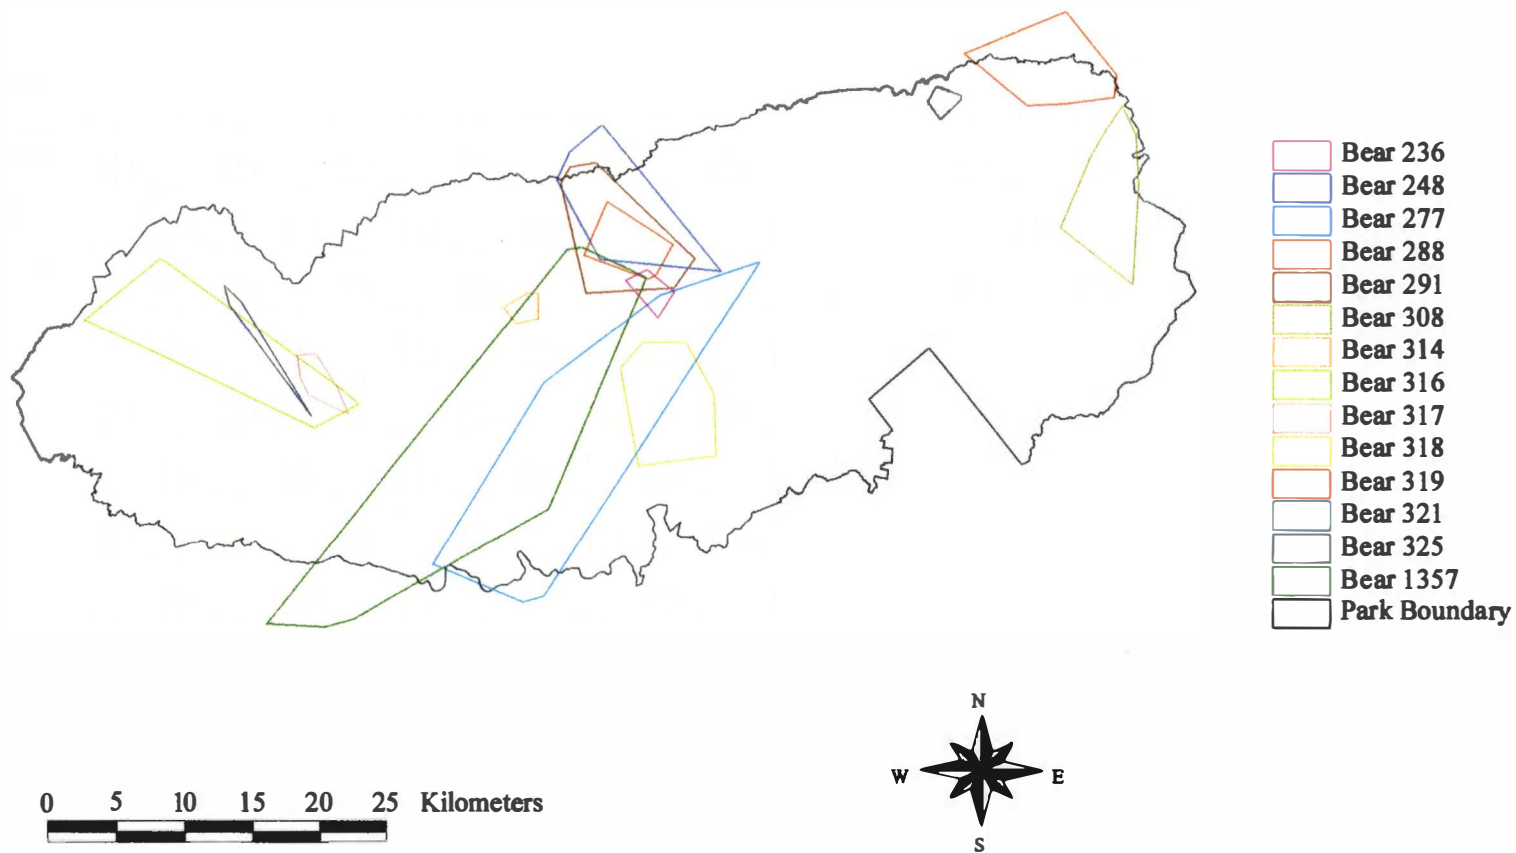 Bear 236
Bear 248
Bear 277
Bear 288
Bear 291
Bear 308
Bear 314
Bear 316
Bear 317
Bear 318
Bear 319
Bear 321
Bear 325
Bear 1357
Park Boundary
N
W E
S
0 5 10 15 20 25 Kilometers